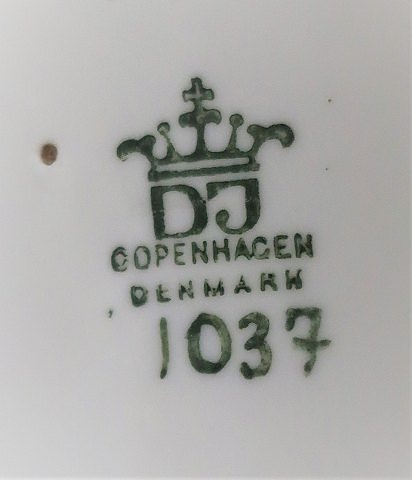 DJ
COPENHAGEN
DENMARK
1037